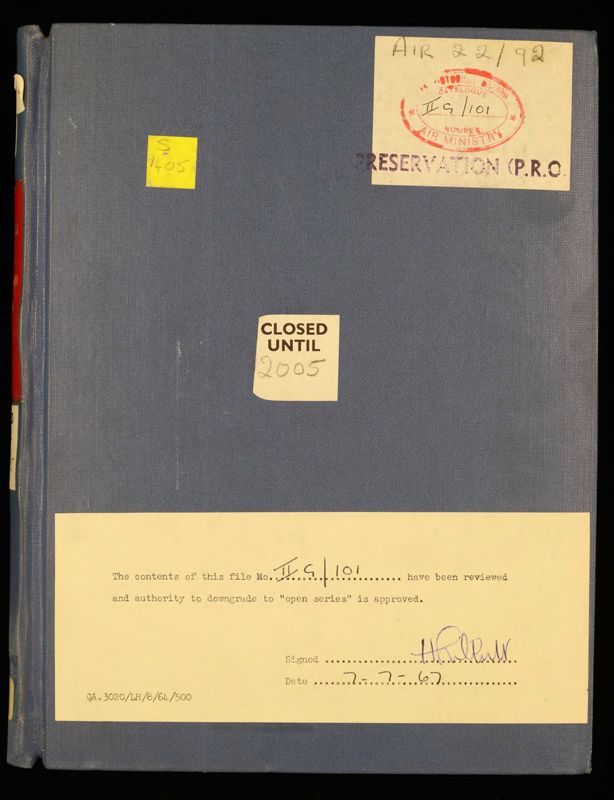 AIR 22/92
CATALOGUE
II G/101
NUMBER
AIR MINISTRY
PRESERVATION (P.R.O.
S
1405
CLOSED
UNTIL
2005
The contents of this file No. II G/101 have been reviewed
and authority to downgrade to "open series" is approved.
Signed
Date 7-7-67
QA.3020/LH/8/64/500